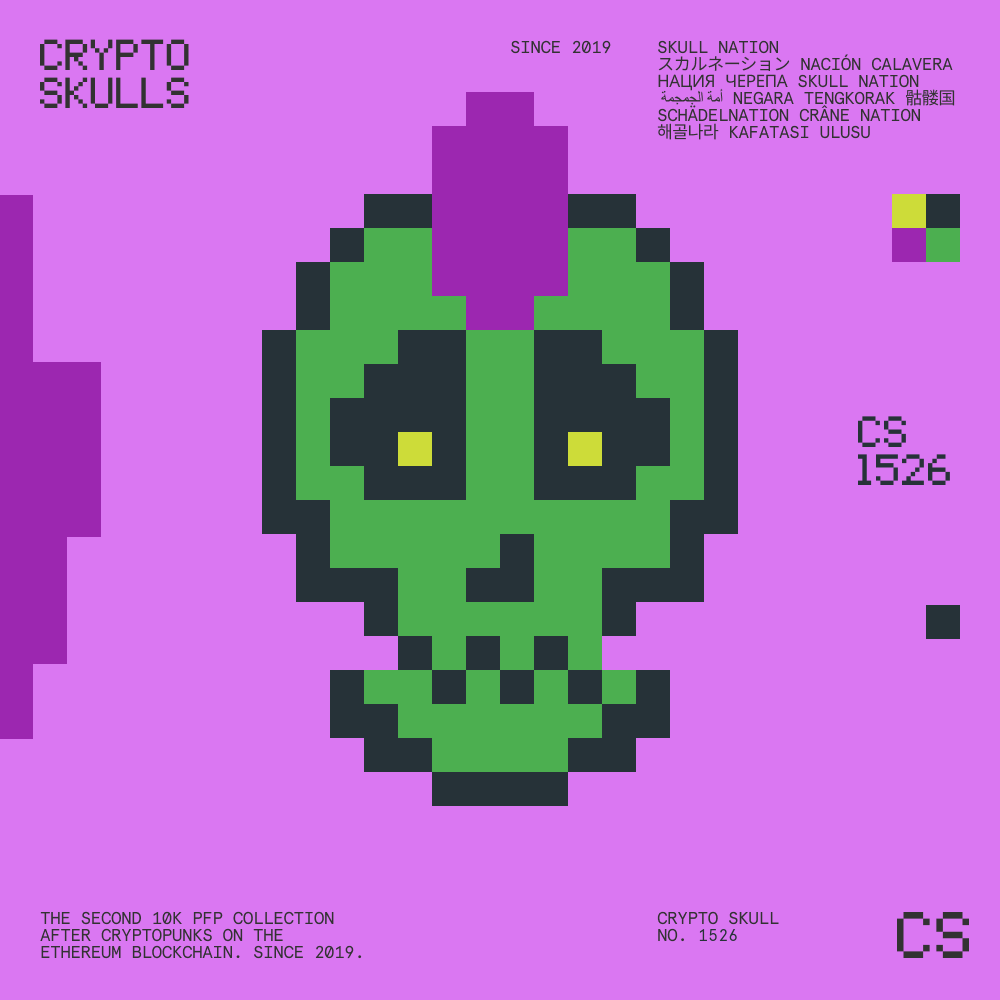 CRYPTO
SKULLS
SINCE 2019
SKULL NATION
スカルネーション NACIÓN CALAVERA
НАЦИЯ ЧЕРЕПА SKULL NATION
أمة الجمجمة NEGARA TENGKORAK 骷髅国
SCHÄDELNATION CRÂNE NATION
해골나라 KAFATASI ULUSU
CS
1526
THE SECOND 10K PFP COLLECTION
AFTER CRYPTOPUNKS ON THE
ETHEREUM BLOCKCHAIN. SINCE 2019.
CRYPTO SKULL
NO. 1526
CS